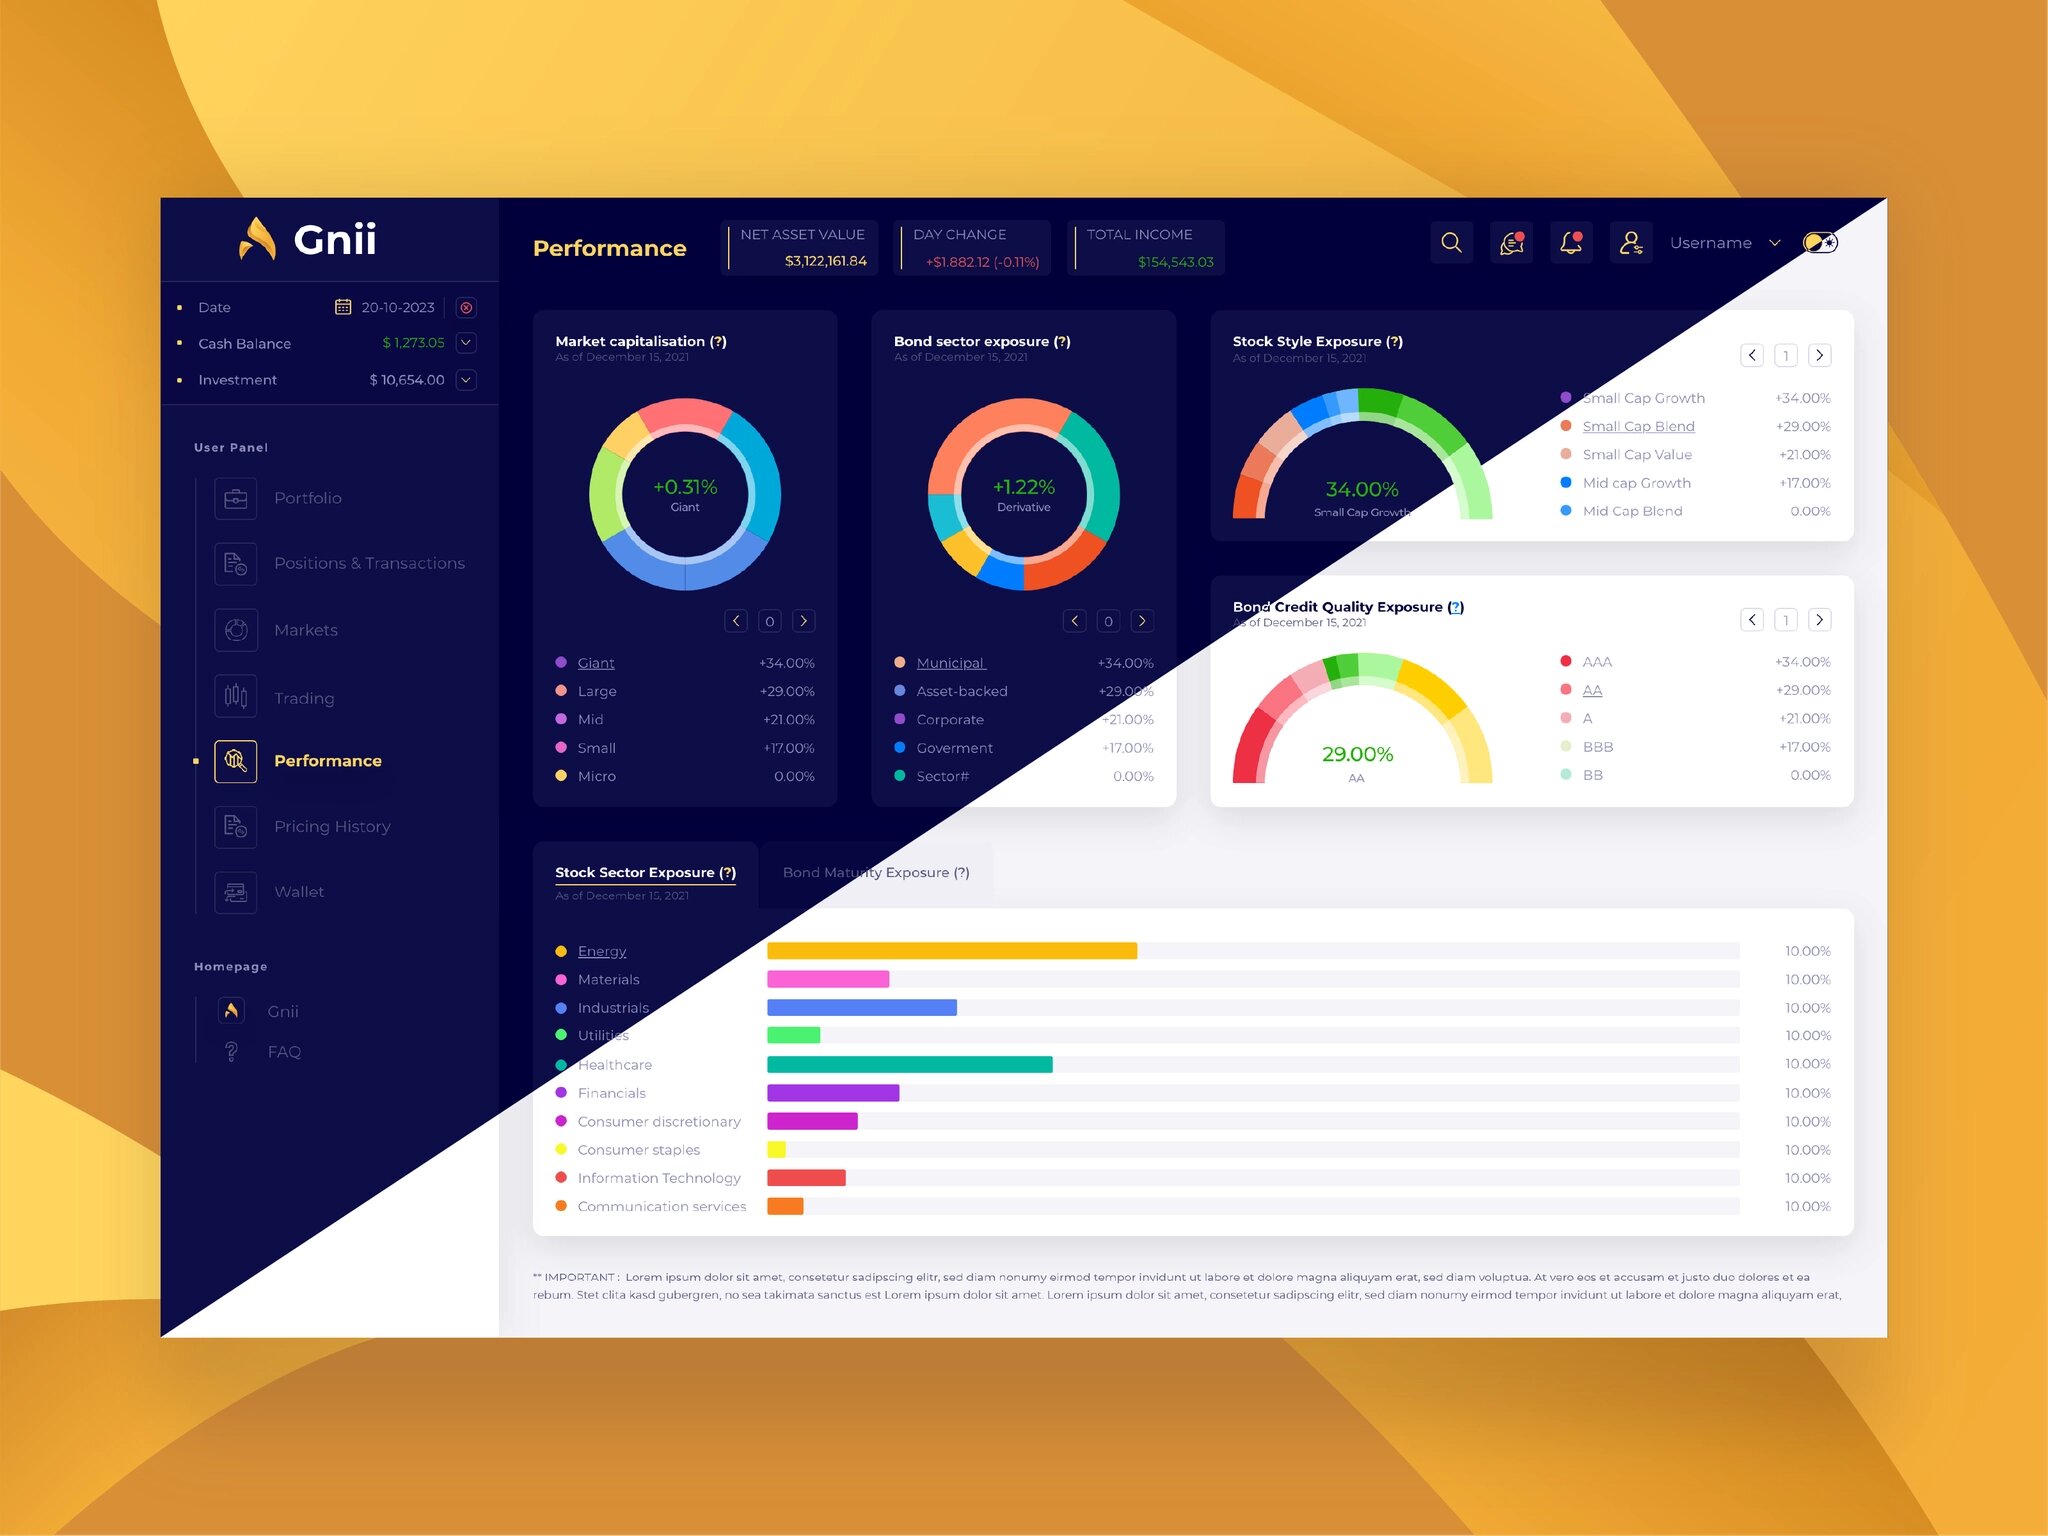 Gnii
Date 20-10-2023
Cash Balance $ 1,273.05
Investment $ 10,654.00
User Panel
Portfolio
Positions & Transactions
Markets
Trading
Performance
Pricing History
Wallet
Homepage
Gnii
FAQ
Performance
NET ASSET VALUE
$3,122,161.84
DAY CHANGE
+$1.882.12 (-0.11%)
TOTAL INCOME
$154,543.03
Username
Market capitalisation (?)
As of December 15, 2021
+0.31%
Giant
0
Giant +34.00%
Large +29.00%
Mid +21.00%
Small +17.00%
Micro 0.00%
Bond sector exposure (?)
As of December 15, 2021
+1.22%
Derivative
0
Municipal +34.00%
Asset-backed +29.00%
Corporate +21.00%
Goverment +17.00%
Sector# 0.00%
Stock Style Exposure (?)
As of December 15, 2021
1
34.00%
Small Cap Growth
Small Cap Growth +34.00%
Small Cap Blend +29.00%
Small Cap Value +21.00%
Mid cap Growth +17.00%
Mid Cap Blend 0.00%
Bond Credit Quality Exposure (?)
As of December 15, 2021
1
29.00%
AA
AAA +34.00%
AA +29.00%
A +21.00%
BBB +17.00%
BB 0.00%
Stock Sector Exposure (?)
As of December 15, 2021
Bond Maturity Exposure (?)
Energy 10.00%
Materials 10.00%
Industrials 10.00%
Utilities 10.00%
Healthcare 10.00%
Financials 10.00%
Consumer discretionary 10.00%
Consumer staples 10.00%
Information Technology 10.00%
Communication services 10.00%
** IMPORTANT : Lorem ipsum dolor sit amet, consetetur sadipscing elitr, sed diam nonumy eirmod tempor invidunt ut labore et dolore magna aliquyam erat, sed diam voluptua. At vero eos et accusam et justo duo dolores et ea
rebum. Stet clita kasd gubergren, no sea takimata sanctus est Lorem ipsum dolor sit amet. Lorem ipsum dolor sit amet, consetetur sadipscing elitr, sed diam nonumy eirmod tempor invidunt ut labore et dolore magna aliquyam erat,